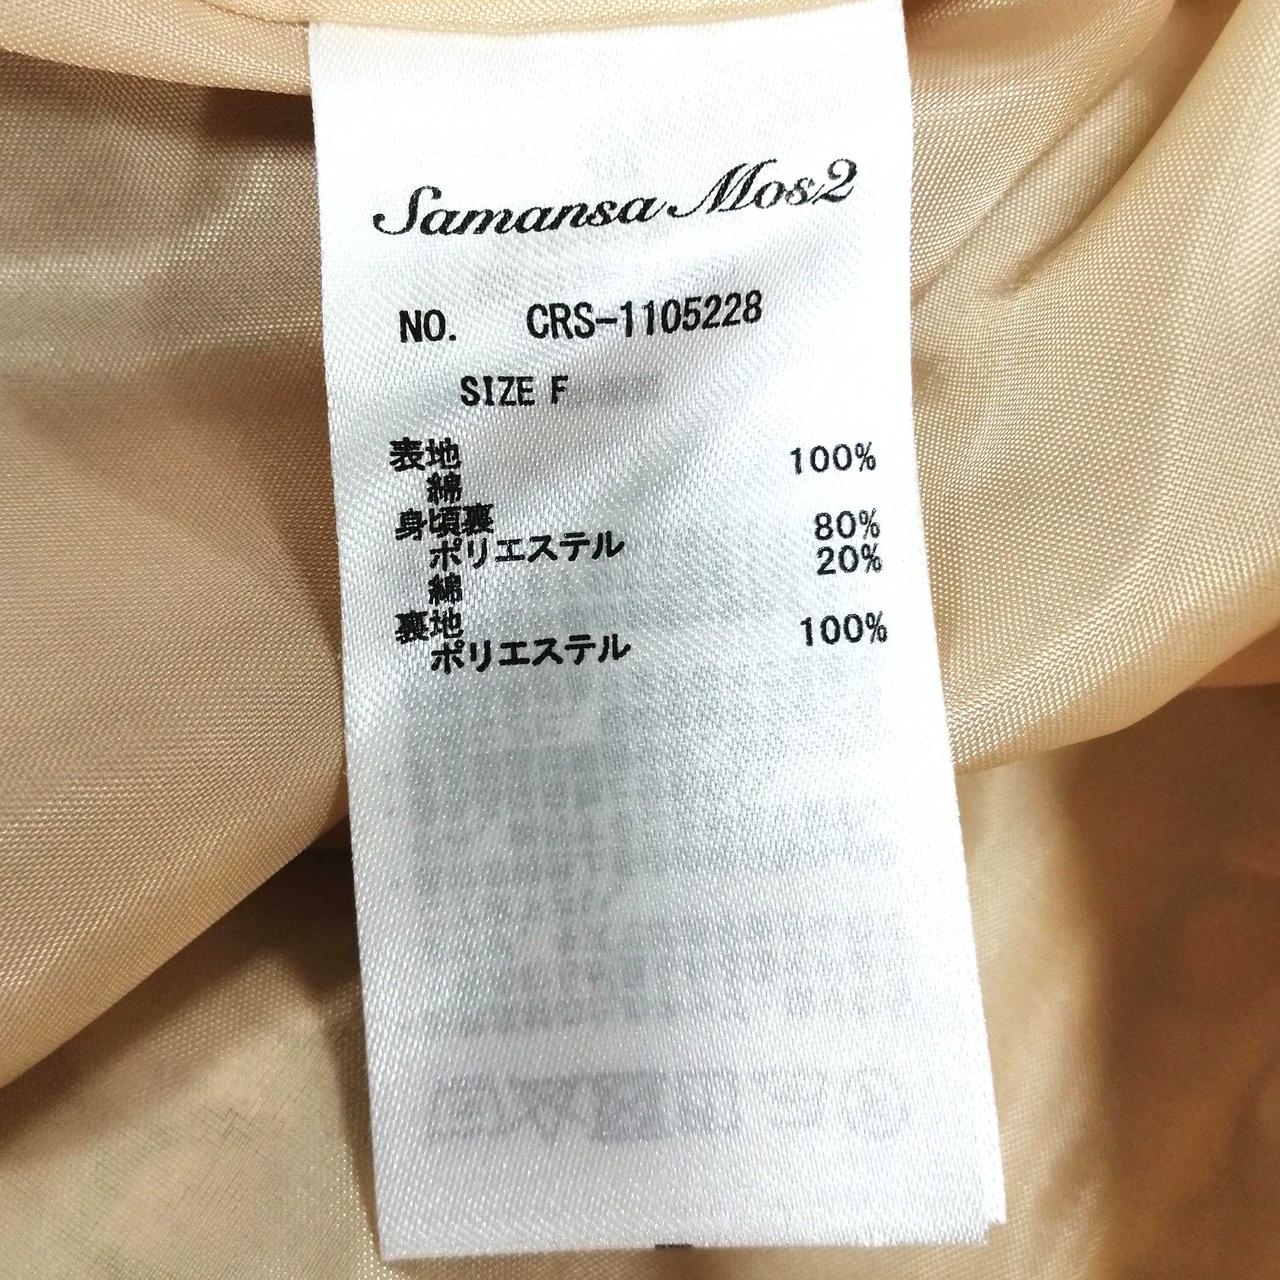 Samansa Mos2
NO. CRS-1105228
SIZE F
表地 100%
綿
身頃裏 80%
ポリエステル 20%
綿
裏地 100%
ポリエステル